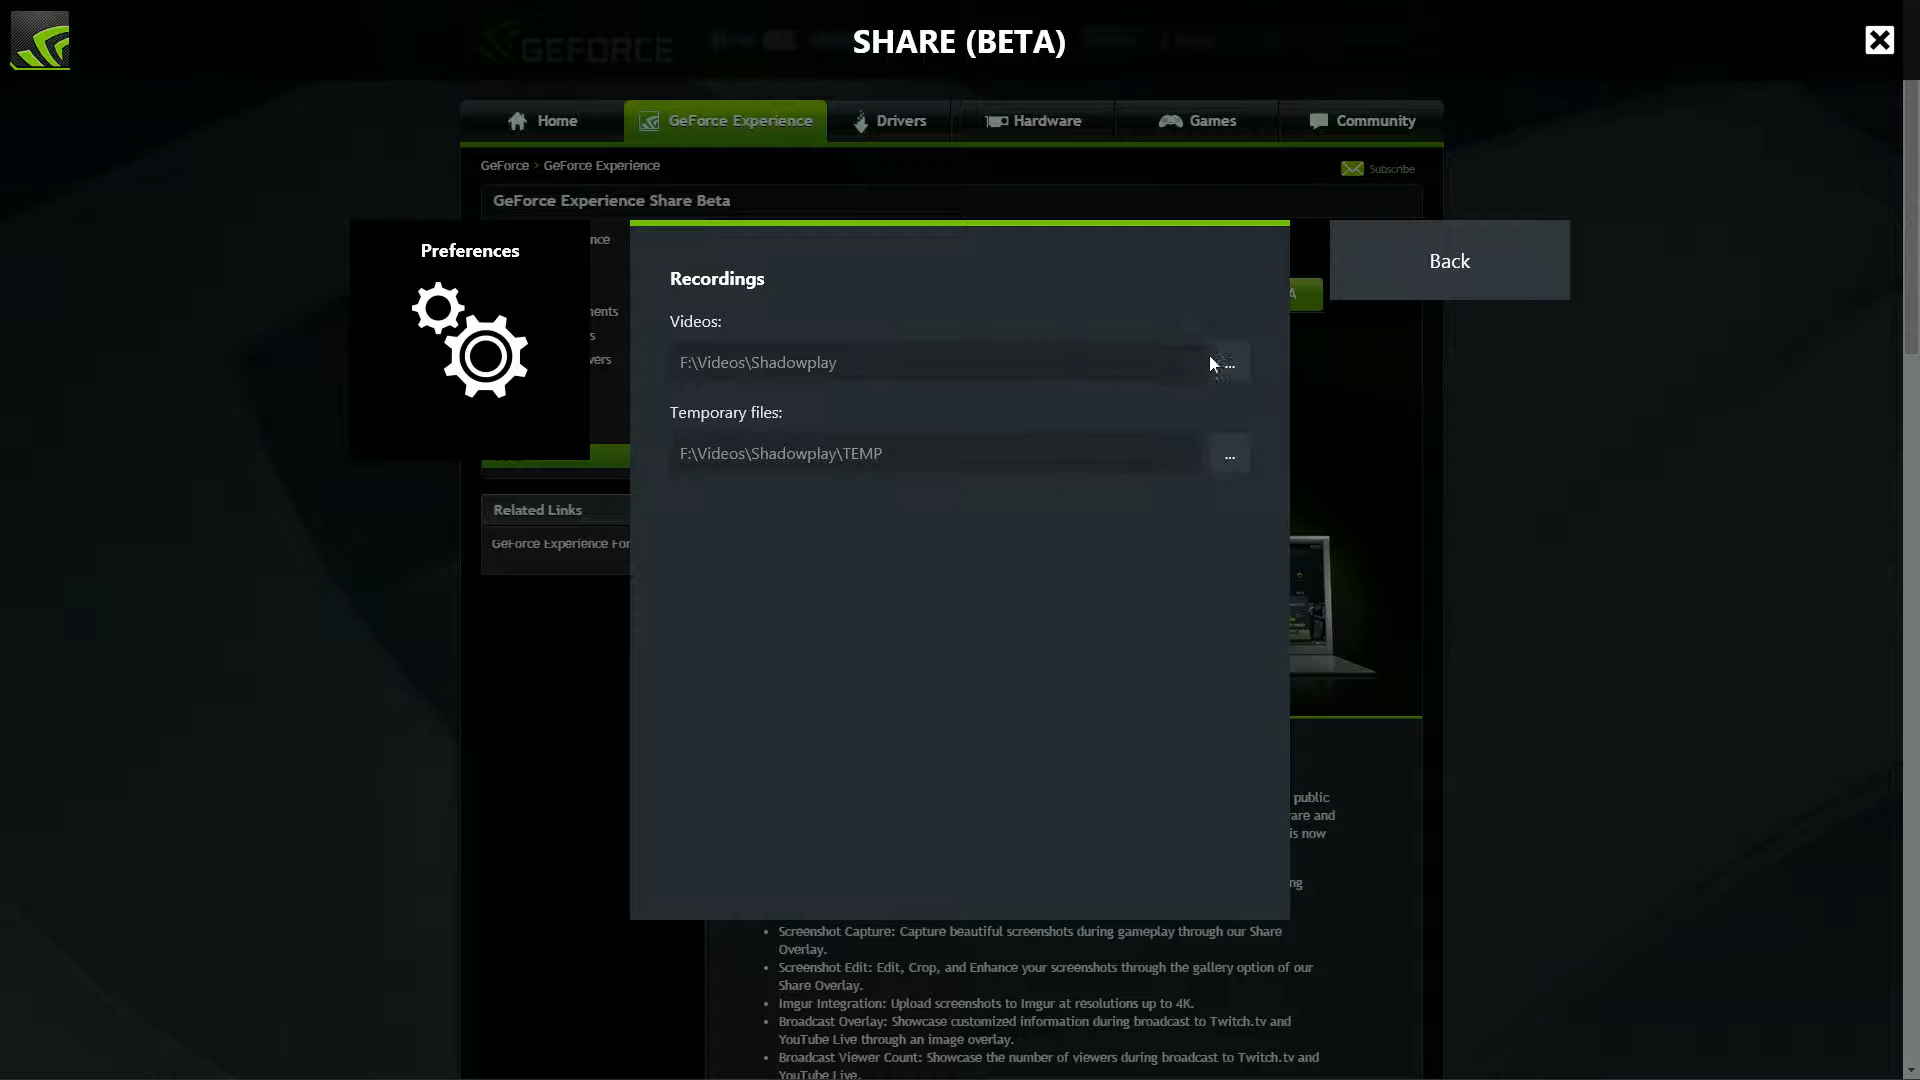 GEFORCE
SHARE (BETA)
Home
GeForce Experience
Drivers
Hardware
Games
Community
GeForce > GeForce Experience
Subscribe
GeForce Experience Share Beta
Preferences
nce
ments
s
vers
Recordings
Videos:
F:\Videos\Shadowplay
...
Temporary files:
F:\Videos\Shadowplay\TEMP
...
Back
A
Related Links
GeForce Experience For
public
are and
is now
ng
• Screenshot Capture: Capture beautiful screenshots during gameplay through our Share
Overlay.
• Screenshot Edit: Edit, Crop, and Enhance your screenshots through the gallery option of our
Share Overlay.
• Imgur Integration: Upload screenshots to Imgur at resolutions up to 4K.
• Broadcast Overlay: Showcase customized information during broadcast to Twitch.tv and
YouTube Live through an image overlay.
• Broadcast Viewer Count: Showcase the number of viewers during broadcast to Twitch.tv and
YouTube Live.